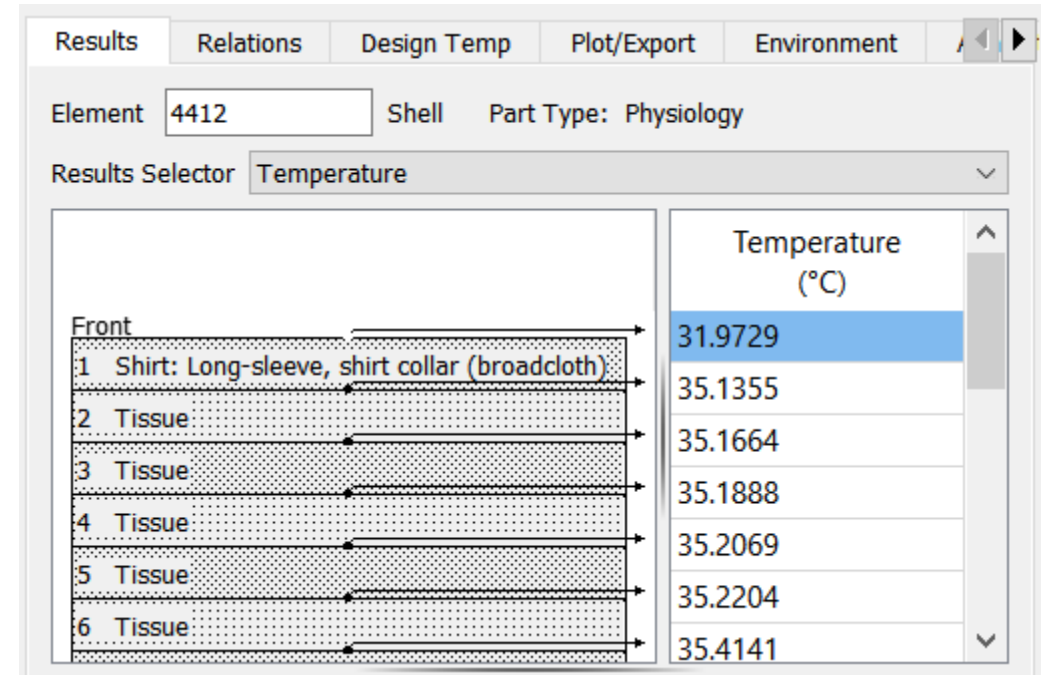 Results Relations Design Temp Plot/Export Environment
Element 4412 Shell Part Type: Physiology
Results Selector Temperature
Temperature
(°C)
Front
31.9729
1 Shirt: Long-sleeve, shirt collar (broadcloth)
35.1355
2 Tissue
35.1664
3 Tissue
35.1888
4 Tissue
35.2069
5 Tissue
35.2204
6 Tissue
35.4141